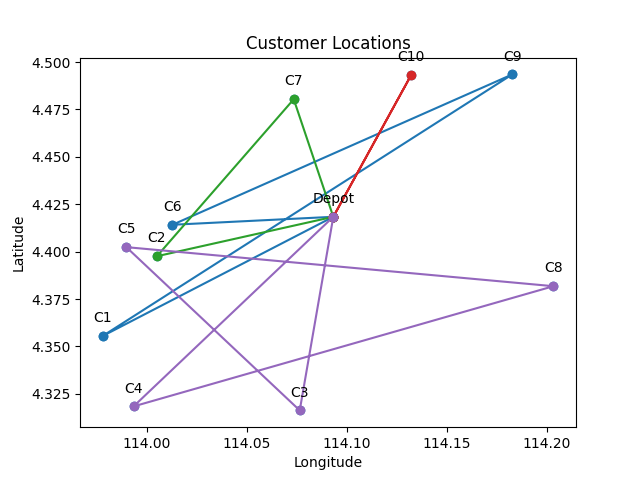 Customer Locations
C10
C9
C7
Depot
C6
C5
C2
C8
C1
C4
C3
4.500
4.475
4.450
4.425
4.400
4.375
4.350
4.325
Latitude
114.00
114.05
114.10
114.15
114.20
Longitude